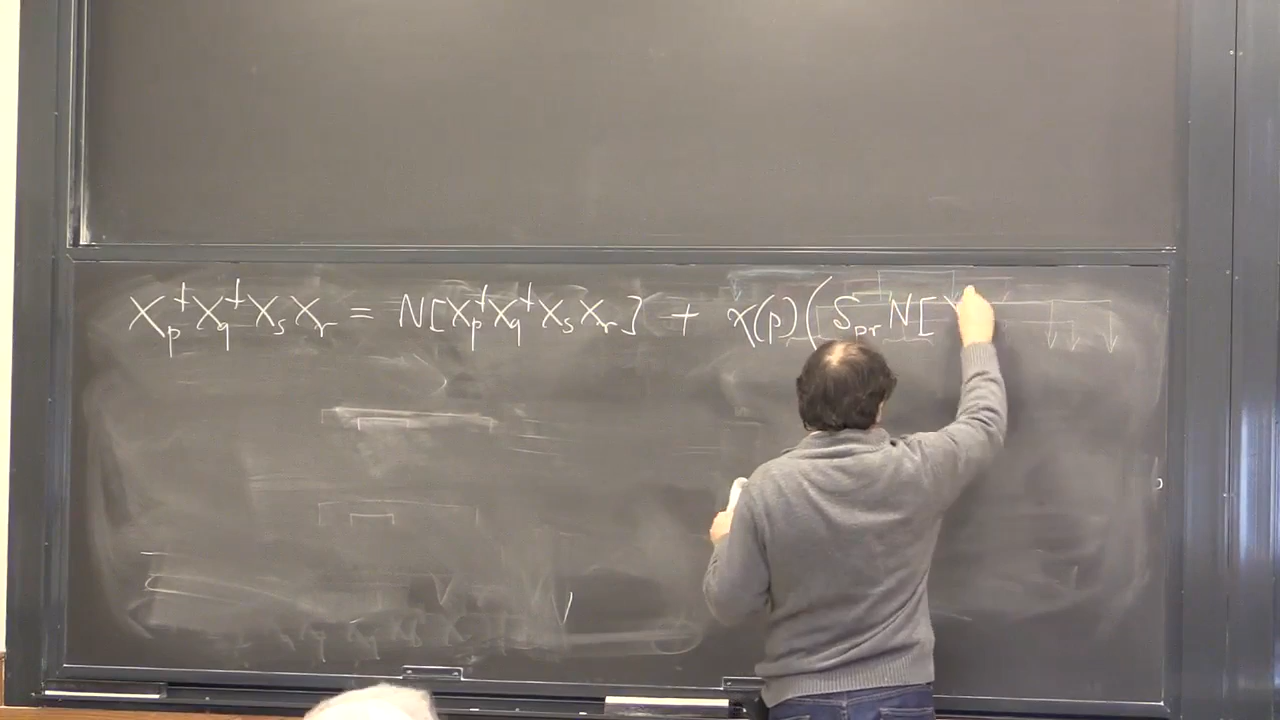 X_p^† X_q^† X_s X_r = N[X_p^† X_q^† X_s X_r] + χ(p)(δ_pr N[